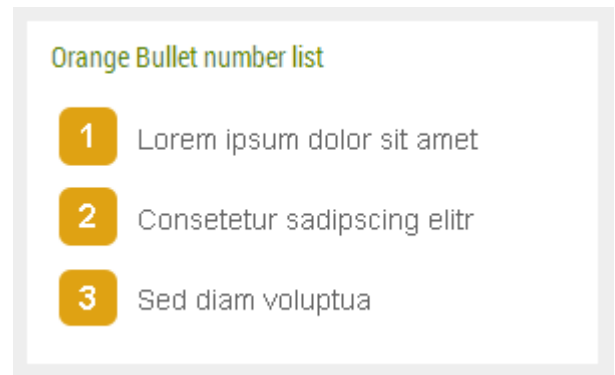 Orange Bullet number list
1 Lorem ipsum dolor sit amet
2 Consetetur sadipscing elitr
3 Sed diam voluptua